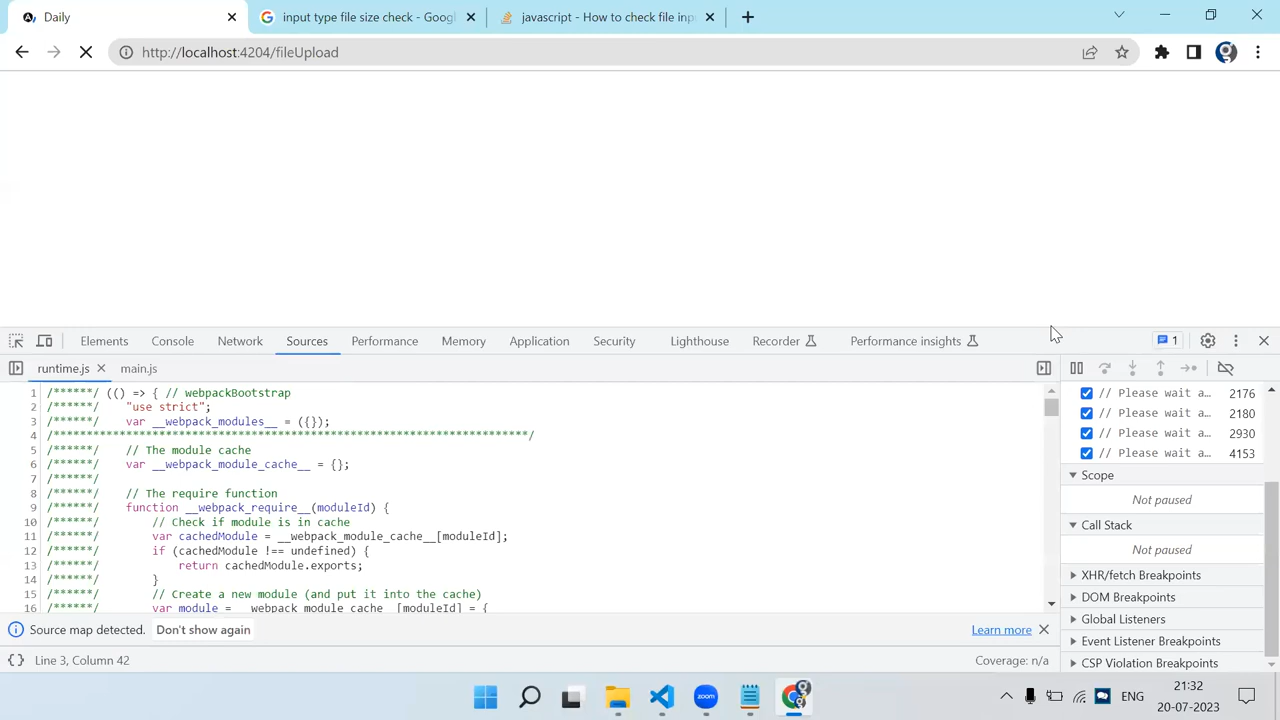 Daily
input type file size check - Googl
javascript - How to check file inp
http://localhost:4204/fileUpload
Elements Console Network Sources Performance Memory Application Security Lighthouse Recorder Performance insights 1
runtime.js main.js
1 /******/ (() => { // webpackBootstrap
2 /******/ "use strict";
3 /******/ var __webpack_modules__ = ({});
4 /************************************************************************/
5 /******/ // The module cache
6 /******/ var __webpack_module_cache__ = {};
7 /******/
8 /******/ // The require function
9 /******/ function __webpack_require__(moduleId) {
10 /******/ // Check if module is in cache
11 /******/ var cachedModule = __webpack_module_cache__[moduleId];
12 /******/ if (cachedModule !== undefined) {
13 /******/ return cachedModule.exports;
14 /******/ }
15 /******/ // Create a new module (and put it into the cache)
16 /******/ var module = __webpack_module_cache__[moduleId] = {
// Please wait a… 2176
// Please wait a… 2180
// Please wait a… 2930
// Please wait a… 4153
Scope
Not paused
Call Stack
Not paused
XHR/fetch Breakpoints
DOM Breakpoints
Global Listeners
Event Listener Breakpoints
CSP Violation Breakpoints
Source map detected. Don't show again Learn more
{} Line 3, Column 42 Coverage: n/a
zoom
ENG
21:32
20-07-2023